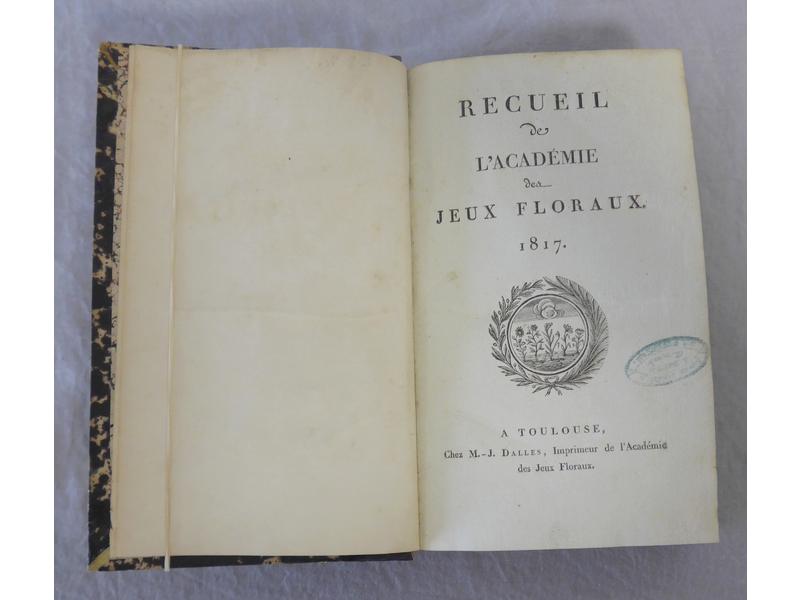 RECUEIL
de
L'ACADÉMIE
des
JEUX FLORAUX.
1817.
A TOULOUSE,
Chez M.-J. DALLES, Imprimeur de l'Académie
des Jeux Floraux.